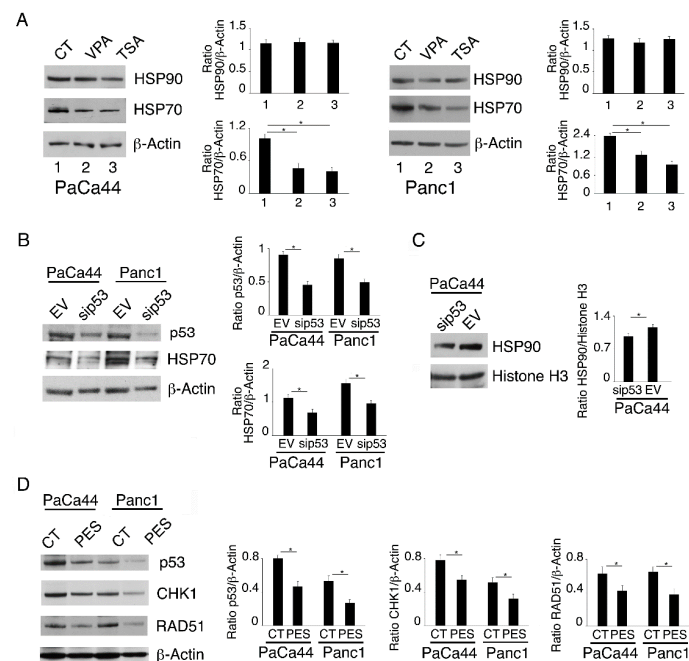 A
CT VPA TSA
HSP90
HSP70
β-Actin
1 2 3
PaCa44
Ratio
HSP90/β-Actin
1.5
1
0.5
0
1 2 3
Ratio
HSP70/β-Actin
1.2
0.6
0
* *
1 2 3
CT VPA TSA
HSP90
HSP70
β-Actin
1 2 3
Panc1
Ratio
HSP90/β-Actin
1.5
1
0.5
0
1 2 3
Ratio
HSP70/β-Actin
2.4
1.2
0.6
0
* *
1 2 3
B
PaCa44 Panc1
EV sip53 EV sip53
p53
HSP70
β-Actin
Ratio p53/β-Actin
1
0.5
0
* *
EV sip53 EV sip53
PaCa44 Panc1
Ratio
HSP70/β-Actin
2
1
0
* *
EV sip53 EV sip53
PaCa44 Panc1
C
PaCa44
sip53 EV
HSP90
Histone H3
Ratio HSP90/Histone H3
1.4
0.7
0
*
sip53 EV
PaCa44
D
PaCa44 Panc1
CT PES CT PES
p53
CHK1
RAD51
β-Actin
Ratio p53/β-Actin
0.8
0.4
0
* *
CT PES CT PES
PaCa44 Panc1
Ratio CHK1/β-Actin
0.8
0.4
0
* *
CT PES CT PES
PaCa44 Panc1
Ratio RAD51/β-Actin
0.8
0.4
0
* *
CT PES CT PES
PaCa44 Panc1